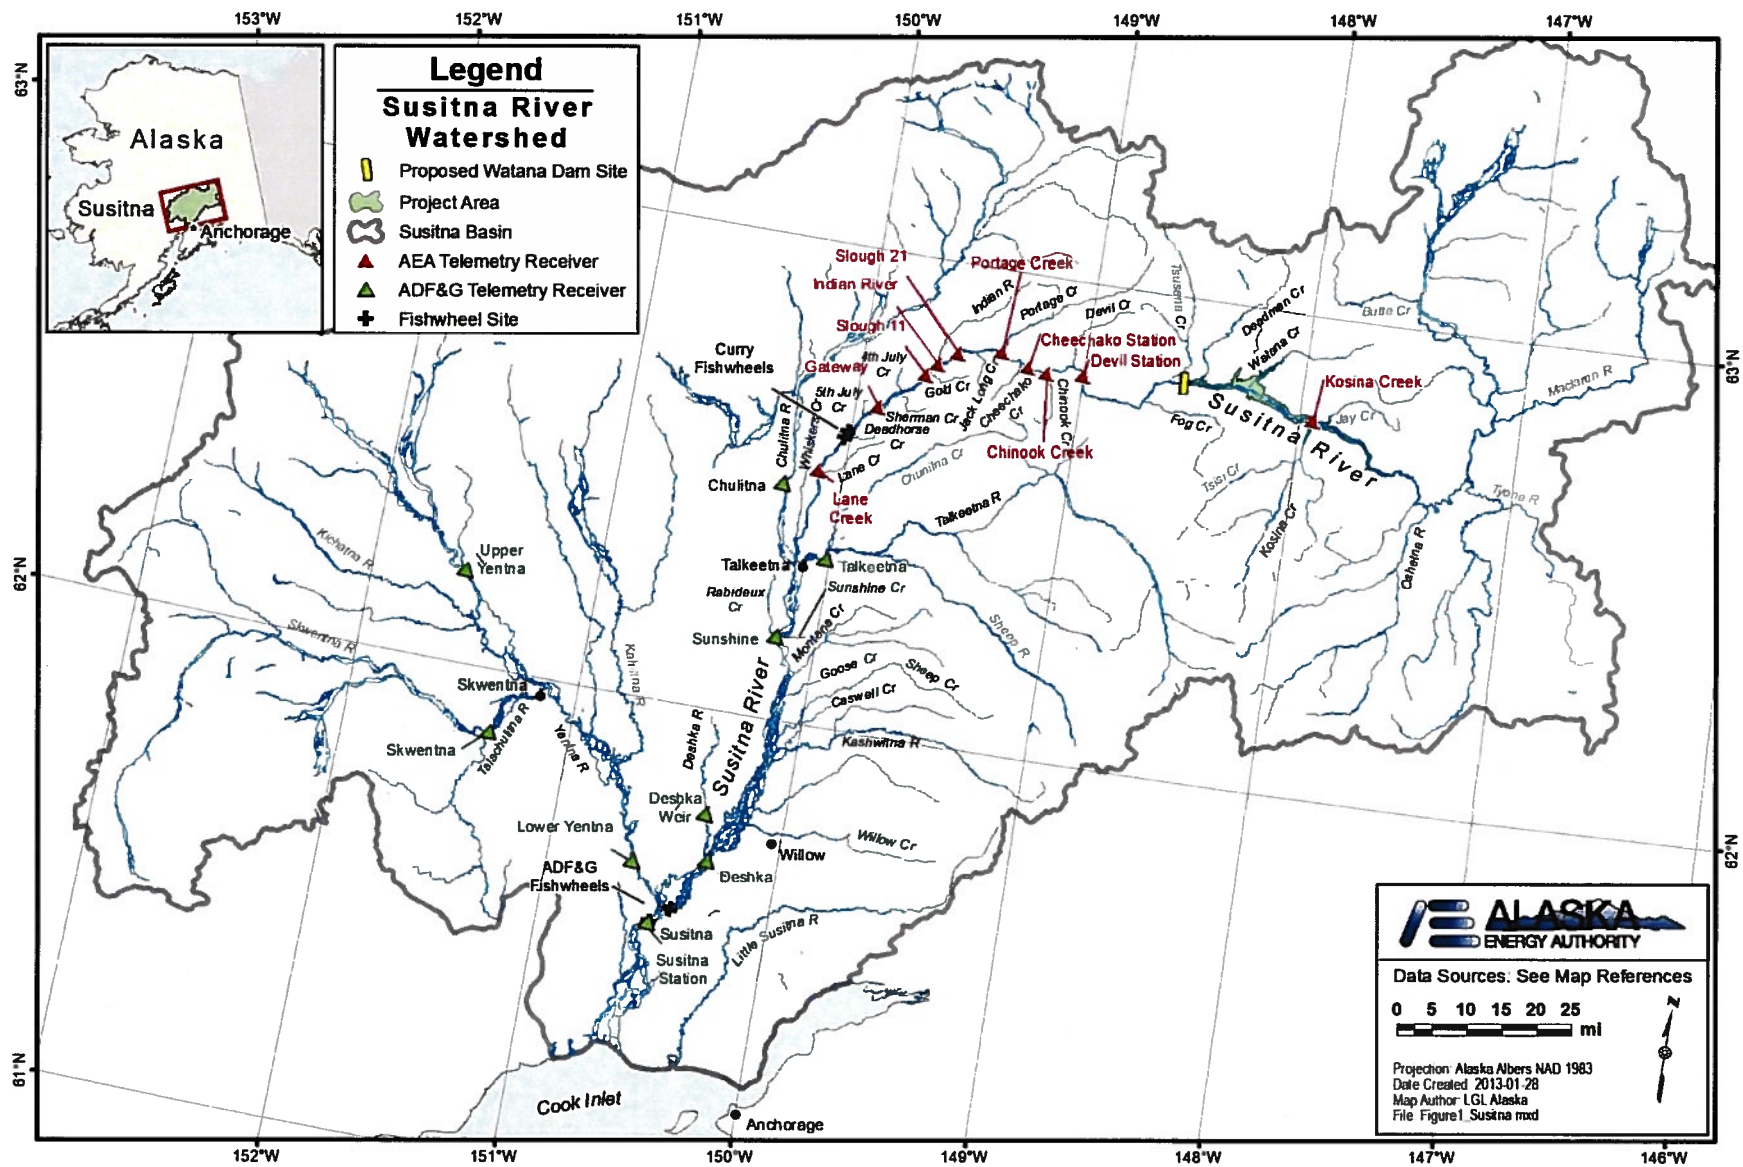 153°W
152°W
151°W
150°W
149°W
148°W
147°W
63°N
62°N
61°N
63°N
62°N
Alaska
Susitna
Anchorage
Legend
Susitna River
Watershed
Proposed Watana Dam Site
Project Area
Susitna Basin
AEA Telemetry Receiver
ADF&G Telemetry Receiver
Fishwheel Site
Slough 21
Indian River
Slough 11
Gateway
Portage Creek
Cheechako Station
Devil Station
Kosina Creek
Chinook Creek
Lane
Creek
Curry
Fishwheels
4th July
Cr
5th July
Cr
Indian R
Portage Cr
Devil Cr
Tsusena Cr
Deadman Cr
Watana Cr
Butte Cr
Maclaren R
Gold Cr
Sherman Cr
Deadhorse
Cr
Jack Long Cr
Cheechako
Cr
Chinook Cr
Fog Cr
Susitna River
Jay Cr
Tsisi Cr
Kosina Cr
Tyone R
Oshetna R
Chulitna R
Whiskers Cr
Lane Cr
Chunilna Cr
Talkeetna R
Chulitna
Talkeetna
Talkeetna
Rabideux
Cr
Sunshine Cr
Sunshine
Montana Cr
Sheep R
Goose Cr
Sheep Cr
Caswell Cr
Kashwitna R
Susitna River
Deshka R
Kahiltna R
Upper
Yentna
Kichatna R
Skwentna R
Skwentna
Skwentna
Talachulitna R
Yentna R
Deshka
Weir
Lower Yentna
ADF&G
Fishwheels
Willow
Willow Cr
Deshka
Susitna
Susitna
Station
Little Susitna R
Cook Inlet
Anchorage
ALASKA
ENERGY AUTHORITY
Data Sources: See Map References
0 5 10 15 20 25
mi
N
Projection: Alaska Albers NAD 1983
Date Created: 2013-01-28
Map Author: LGL Alaska
File: Figure1_Susitna.mxd
152°W
151°W
150°W
149°W
148°W
147°W
146°W